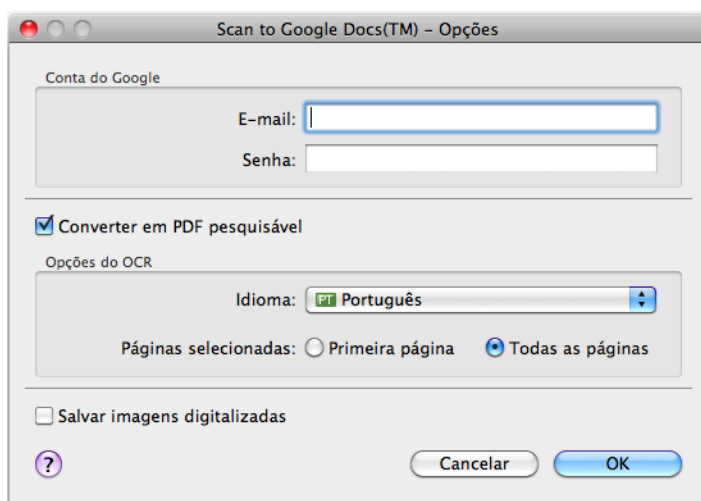 Scan to Google Docs(TM) – Opções
Conta do Google
E-mail:
Senha:
Converter em PDF pesquisável
Opções do OCR
Idioma: PT Português
Páginas selecionadas: Primeira página Todas as páginas
Salvar imagens digitalizadas
? Cancelar OK